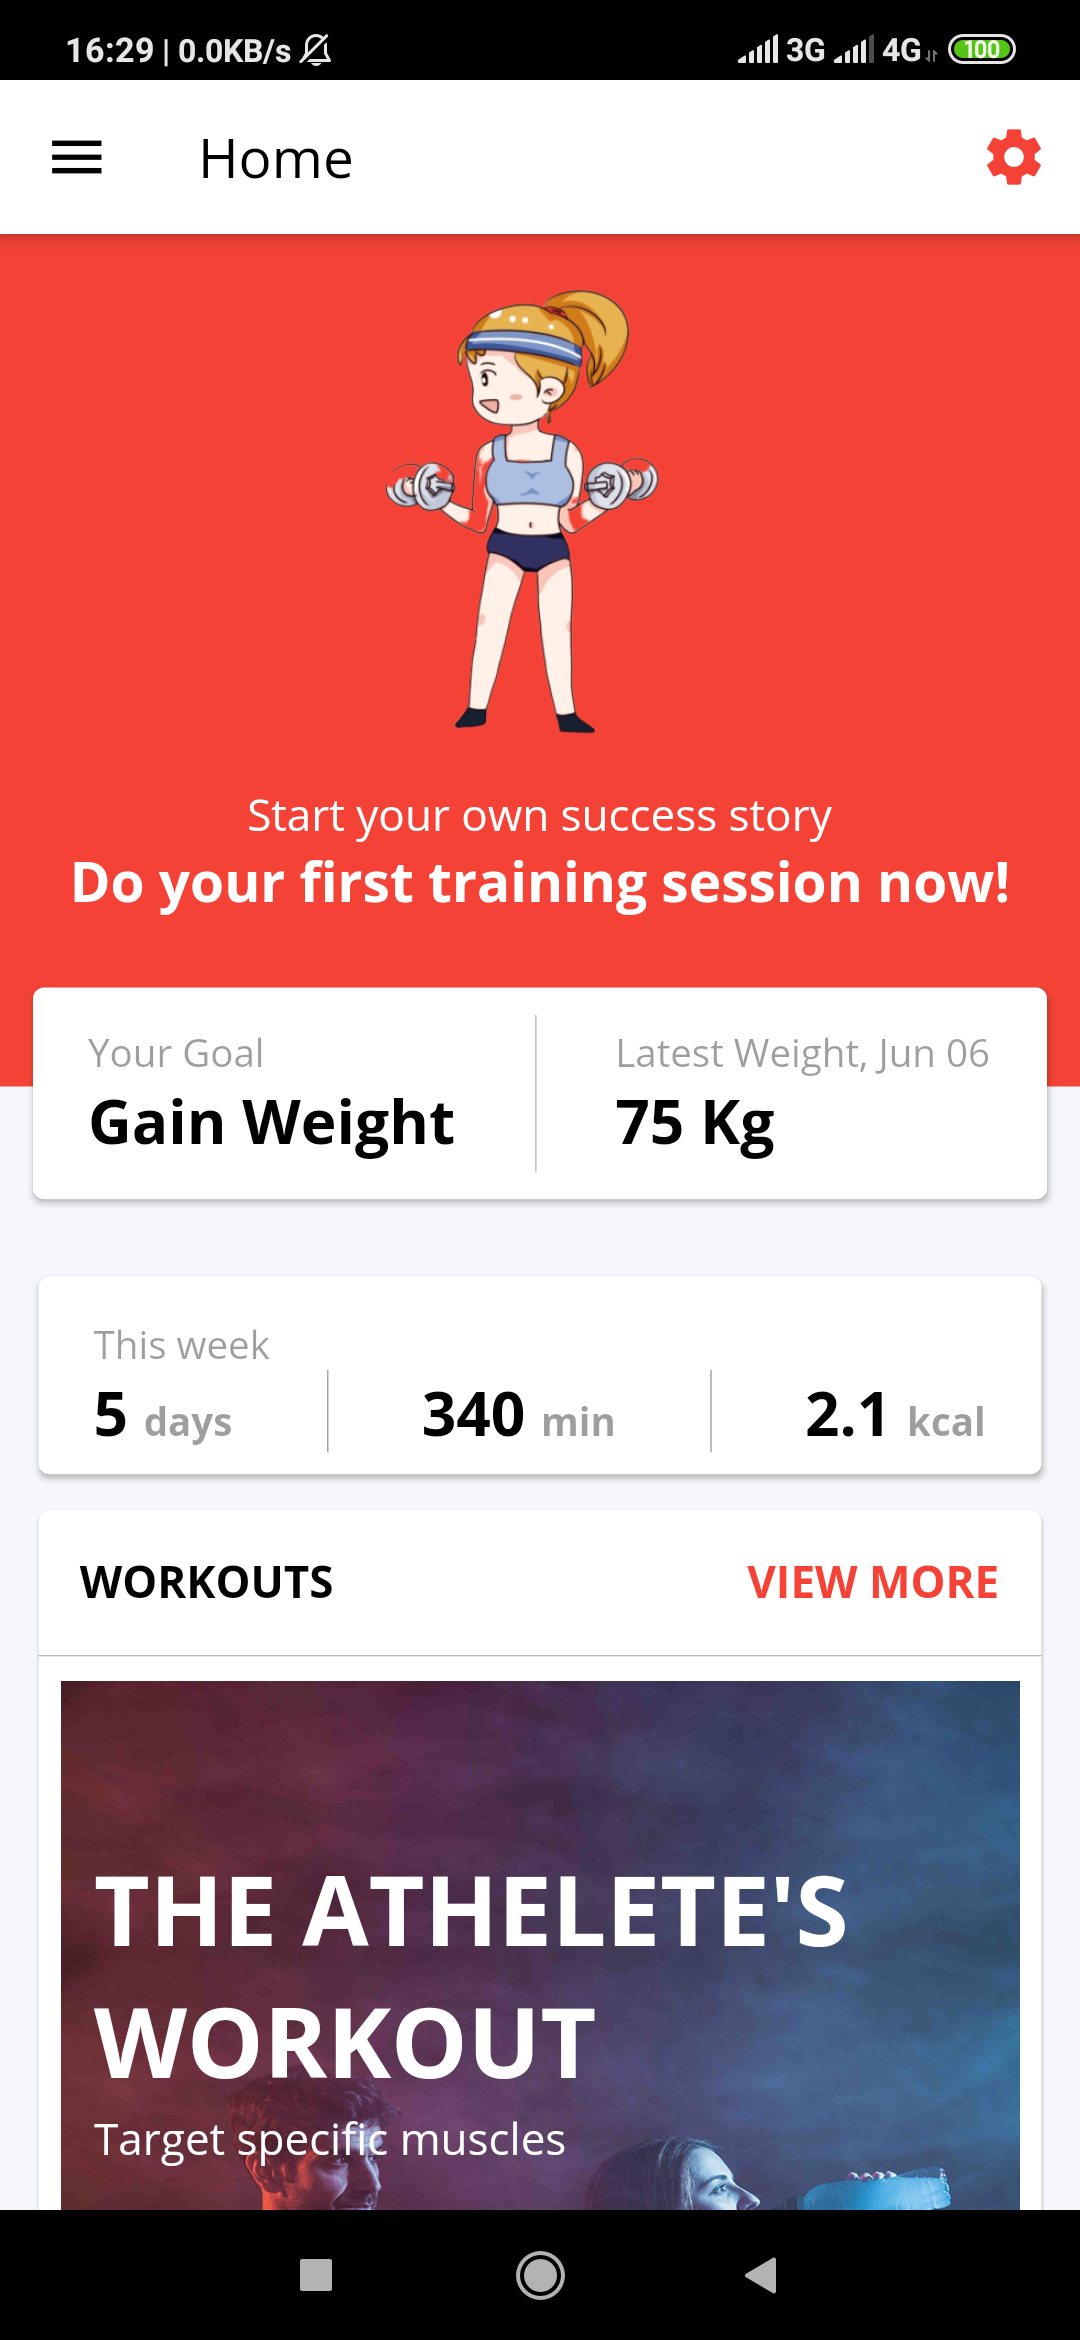 16:29 | 0.0KB/s 3G 4G 100
Home
Start your own success story
Do your first training session now!
Your Goal
Gain Weight
Latest Weight, Jun 06
75 Kg
This week
5 days
340 min
2.1 kcal
WORKOUTS
VIEW MORE
THE ATHELETE'S
WORKOUT
Target specific muscles